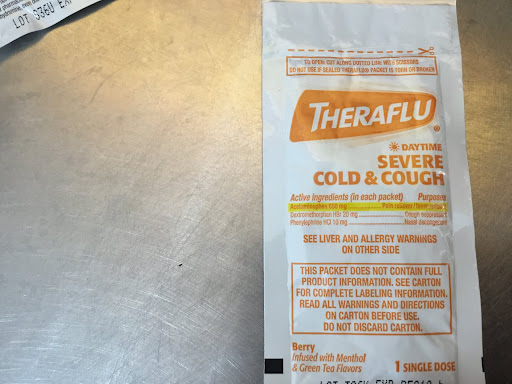 LOT S36U EX
TO OPEN: CUT ALONG DOTTED LINE WITH SCISSORS
DO NOT USE IF SEALED THERAFLU® PACKET IS TORN OR BROKEN
THERAFLU®
DAYTIME
SEVERE
COLD & COUGH
Active ingredients (in each packet) Purposes
Acetaminophen 650 mg Pain reliever/
Dextromethorphan HBr 20 mg Cough suppressant
Phenylephrine HCl 10 mg Nasal decongestant
SEE LIVER AND ALLERGY WARNINGS
ON OTHER SIDE
THIS PACKET DOES NOT CONTAIN FULL
PRODUCT INFORMATION. SEE CARTON
FOR COMPLETE LABELING INFORMATION.
READ ALL WARNINGS AND DIRECTIONS
ON CARTON BEFORE USE.
DO NOT DISCARD CARTON.
Berry
Infused with Menthol
& Green Tea Flavors
1 SINGLE DOSE